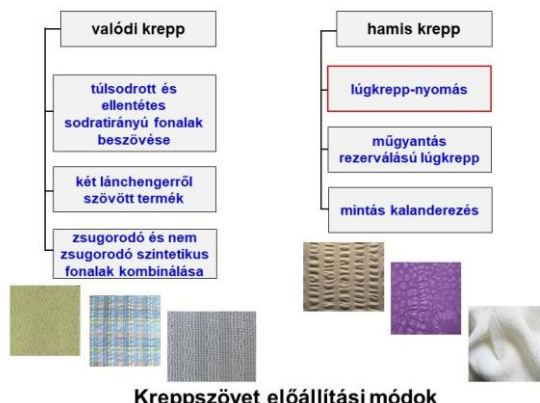 valódi krepp
túlsodrott és
ellentétes
sodratirányú fonalak
beszövése
két lánchengerről
szövött termék
zsugorodó és nem
zsugorodó szintetikus
fonalak kombinálása
hamis krepp
lúgkrepp-nyomás
műgyantás
rezerválású lúgkrepp
mintás kalanderezés
Kreppszövet előállítási módok